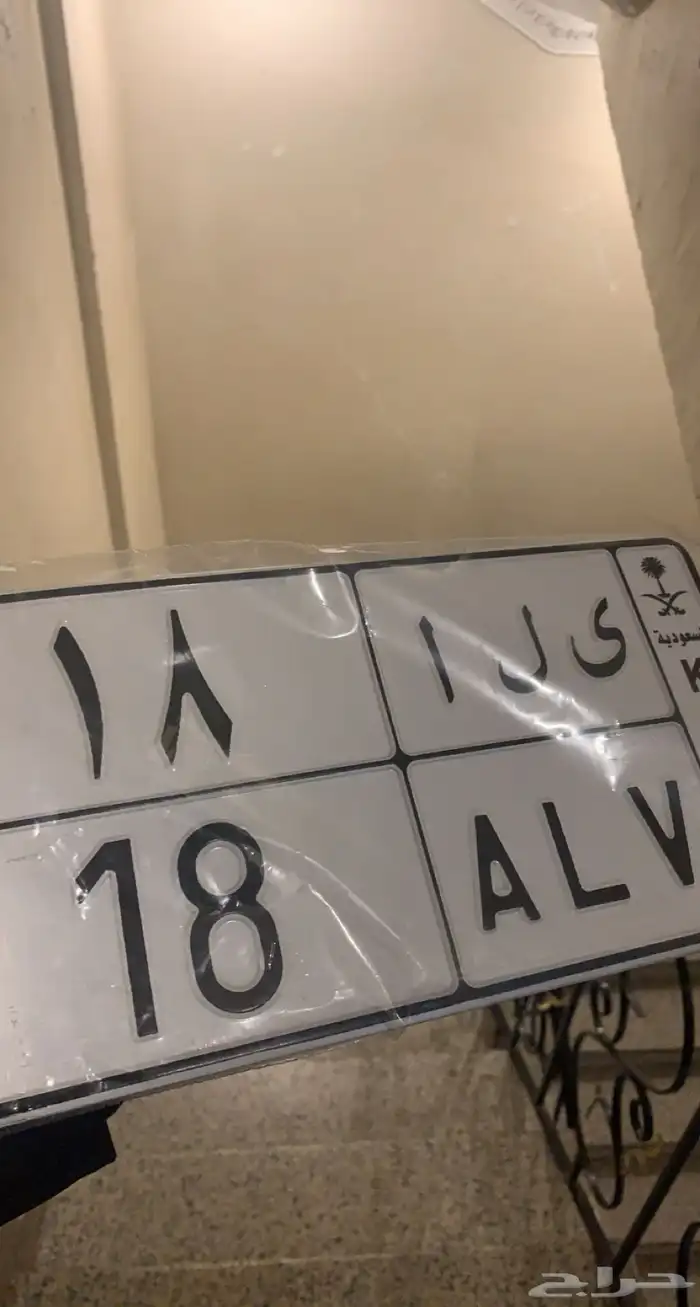 ١٨
ا ل ى
السعودية
K
18
ALV
حراج